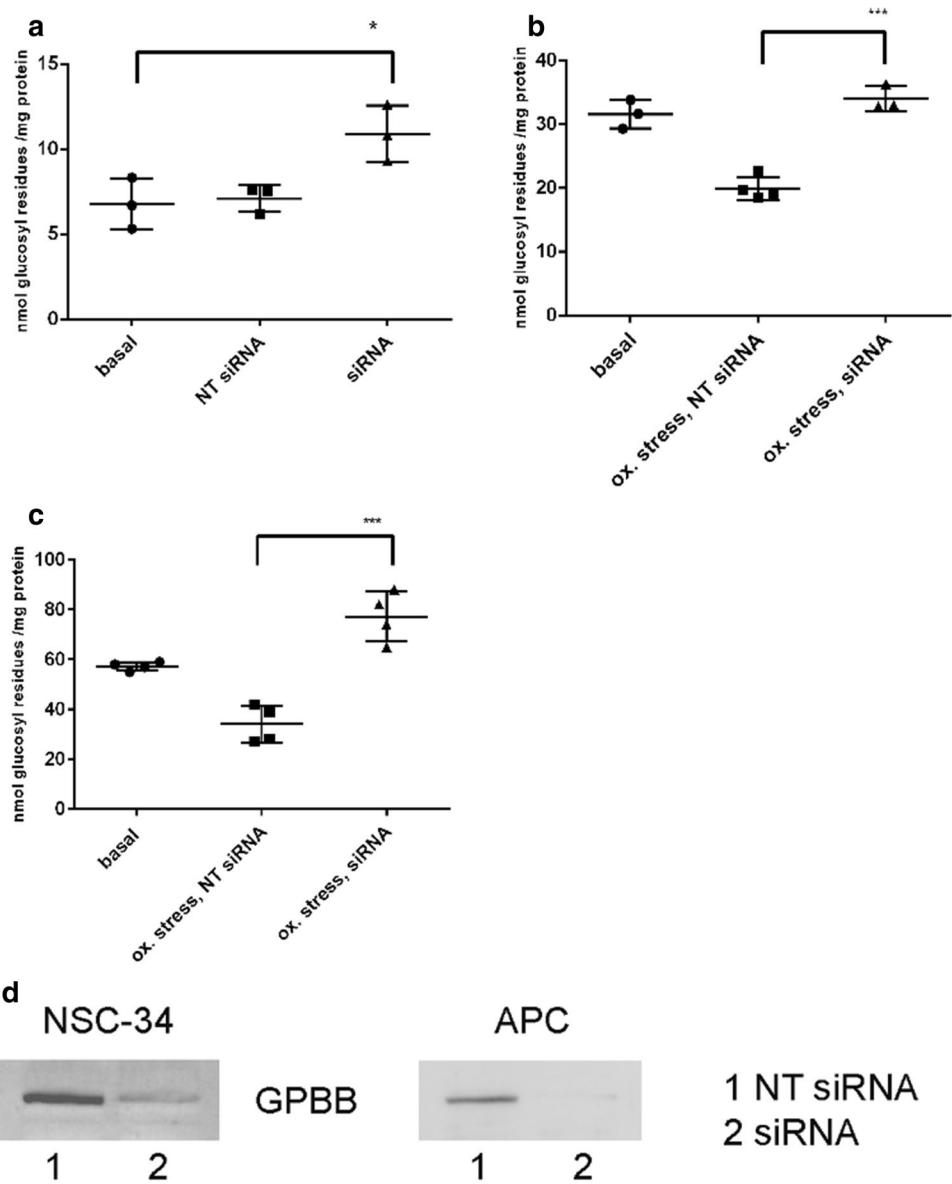 a
*
15
10
5
0
nmol glucosyl residues /mg protein
basal
NT siRNA
siRNA
b
***
40
30
20
10
0
nmol glucosyl residues /mg protein
basal
ox. stress, NT siRNA
ox. stress, siRNA
c
***
100
80
60
40
20
0
nmol glucosyl residues /mg protein
basal
ox. stress, NT siRNA
ox. stress, siRNA
d
NSC-34
APC
GPBB
1 NT siRNA
2 siRNA
1 2
1 2